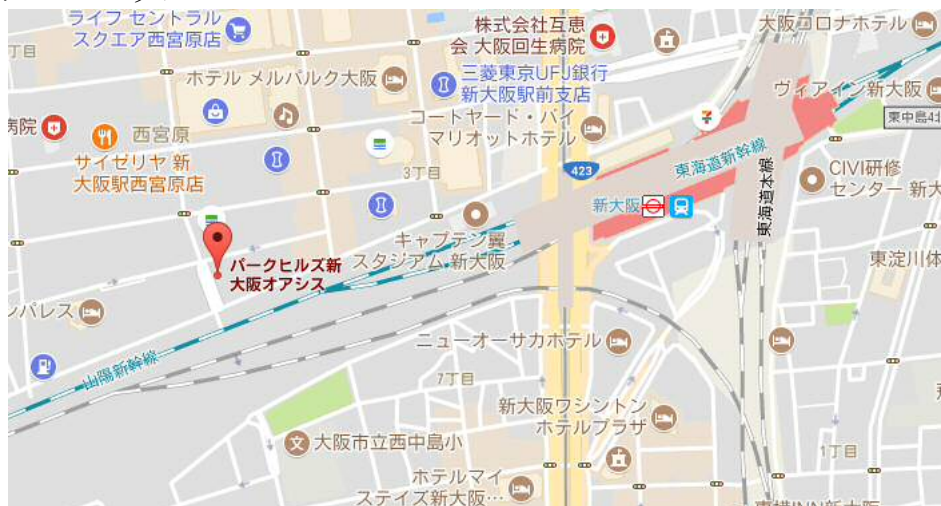 ライフ セントラル
スクエア西宮原店
株式会社互恵
会 大阪回生病院
大阪コロナホテル
丁目
ホテル メルパルク大阪
三菱東京UFJ銀行
新大阪駅前支店
ヴィアイン新大阪
東中島4北
病院
西宮原
コートヤード・バイ
マリオットホテル
サイゼリヤ 新
大阪駅西宮原店
3丁目
423
東海道新幹線
東海道本線
CIVI研修
センター 新大
新大阪
キャプテン翼
スタジアム 新大阪
パークヒルズ新
大阪オアシス
東淀川体
ンパレス
ニューオーサカホテル
山陽新幹線
7丁目
新大阪ワシントン
ホテルプラザ
文
大阪市立西中島小
1丁目
ホテルマイ
ステイズ新大阪…
東横INN新大阪